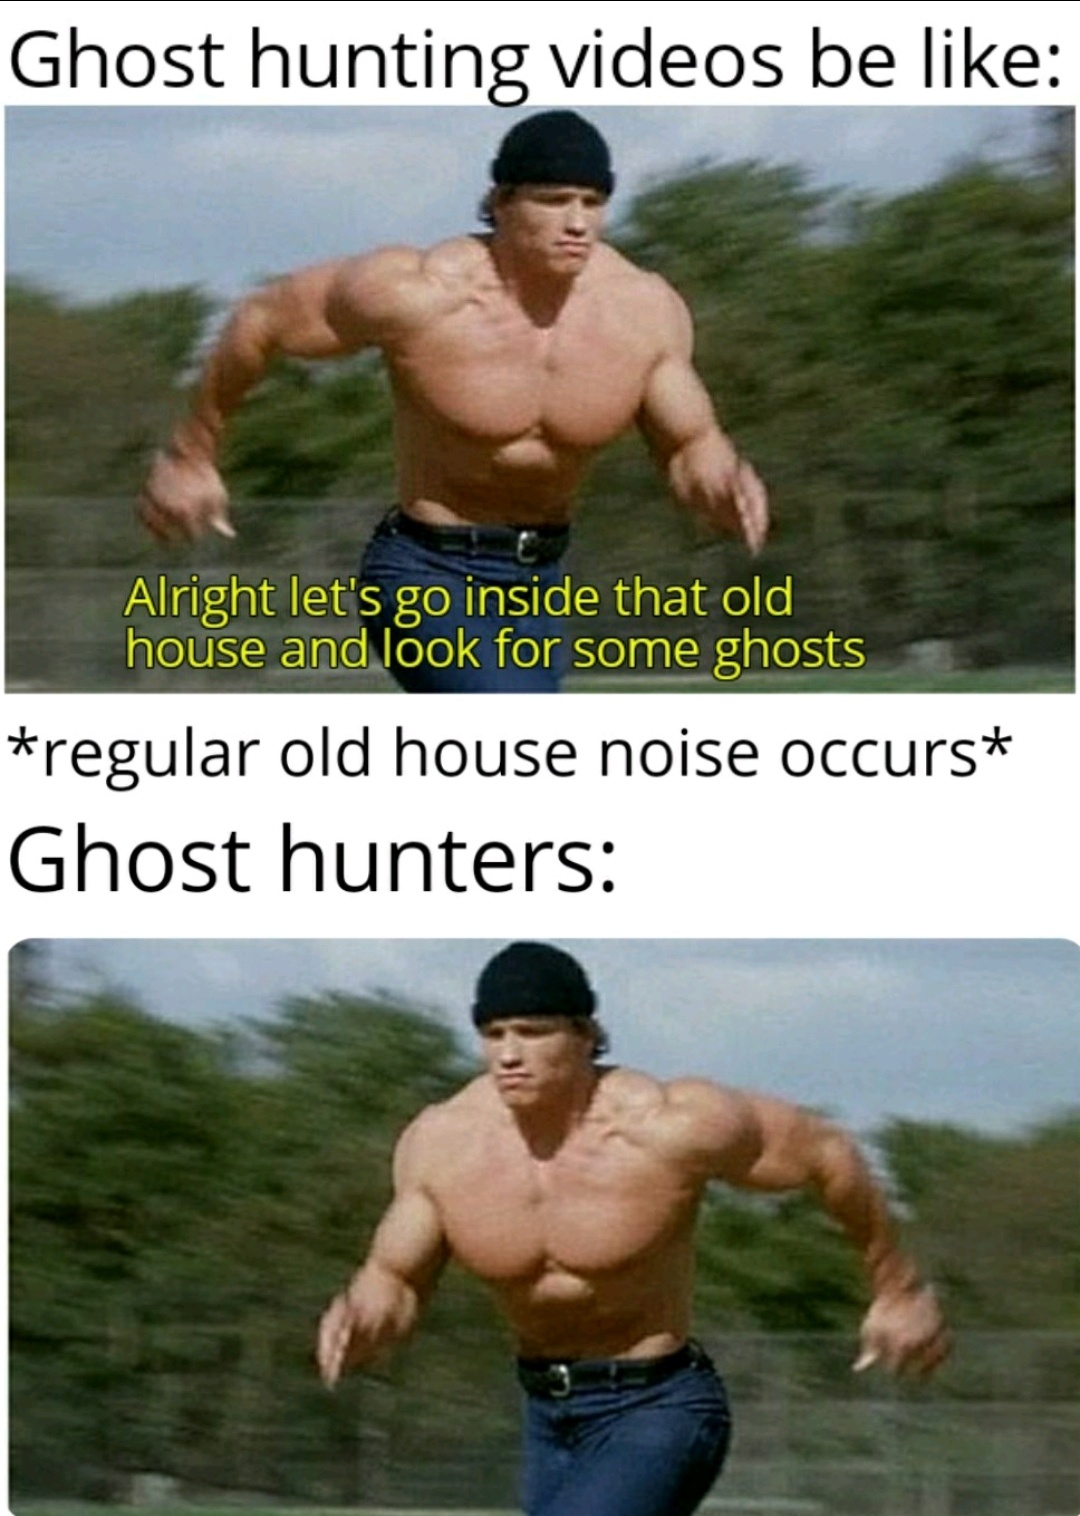 Ghost hunting videos be like:
Alright let's go inside that old
house and look for some ghosts
*regular old house noise occurs*
Ghost hunters: